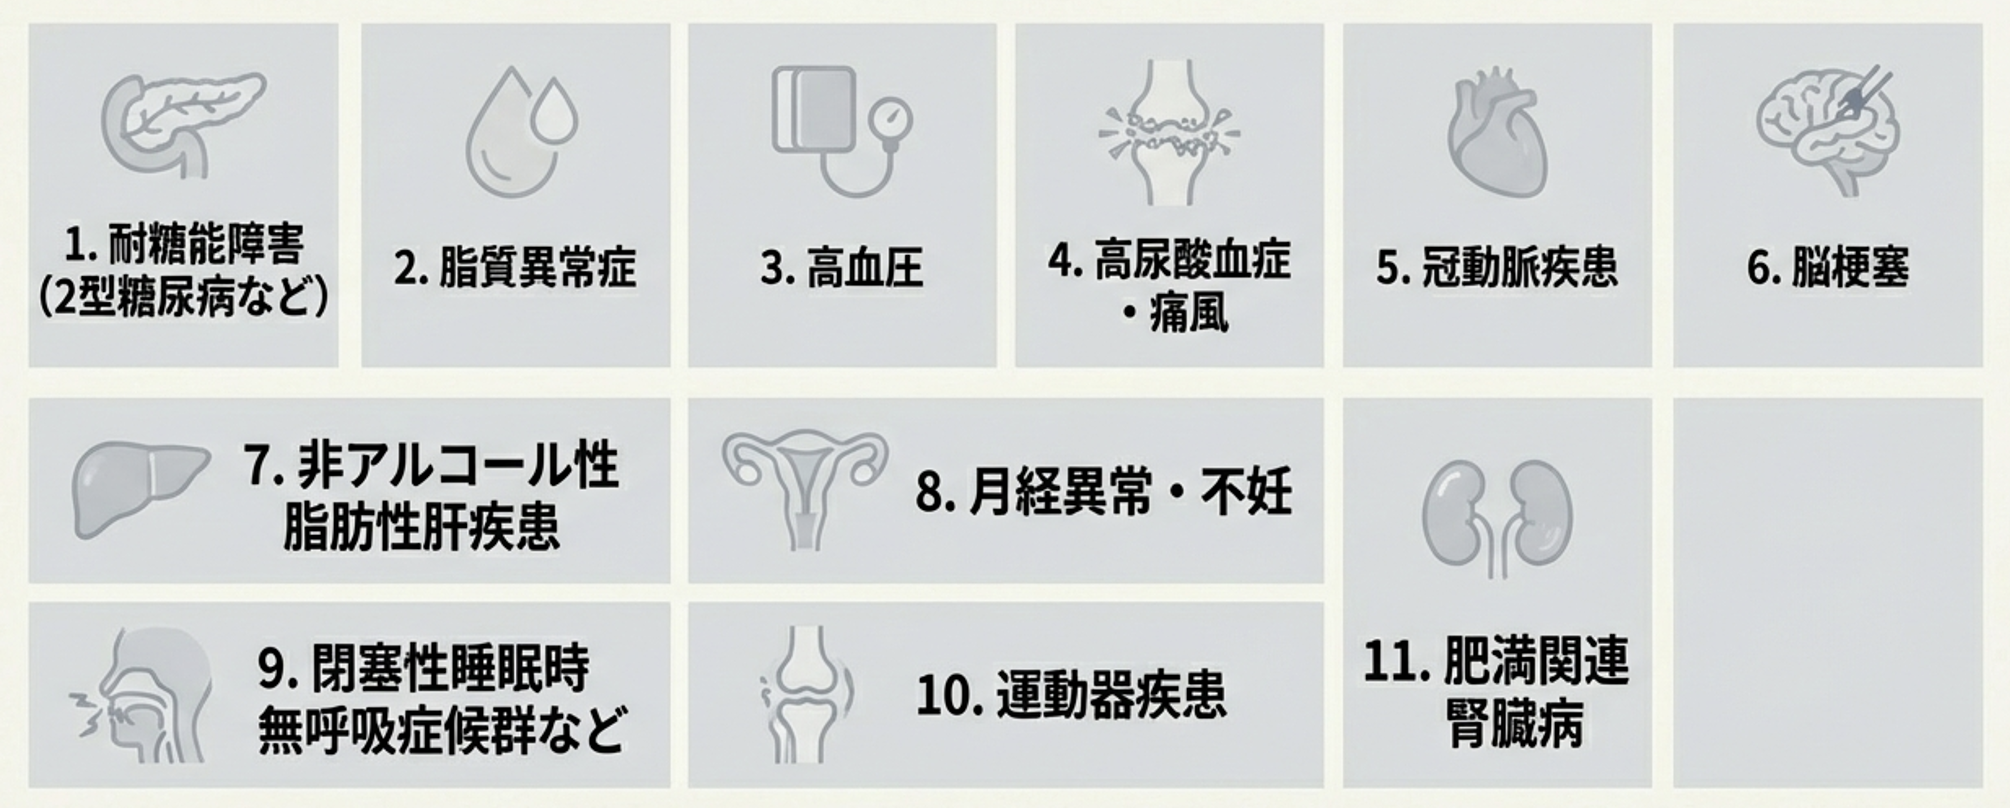 1. 耐糖能障害
(2型糖尿病など)
2. 脂質異常症
3. 高血圧
4. 高尿酸血症
・痛風
5. 冠動脈疾患
6. 脳梗塞
7. 非アルコール性
脂肪性肝疾患
8. 月経異常・不妊
9. 閉塞性睡眠時
無呼吸症候群など
10. 運動器疾患
11. 肥満関連
腎臓病